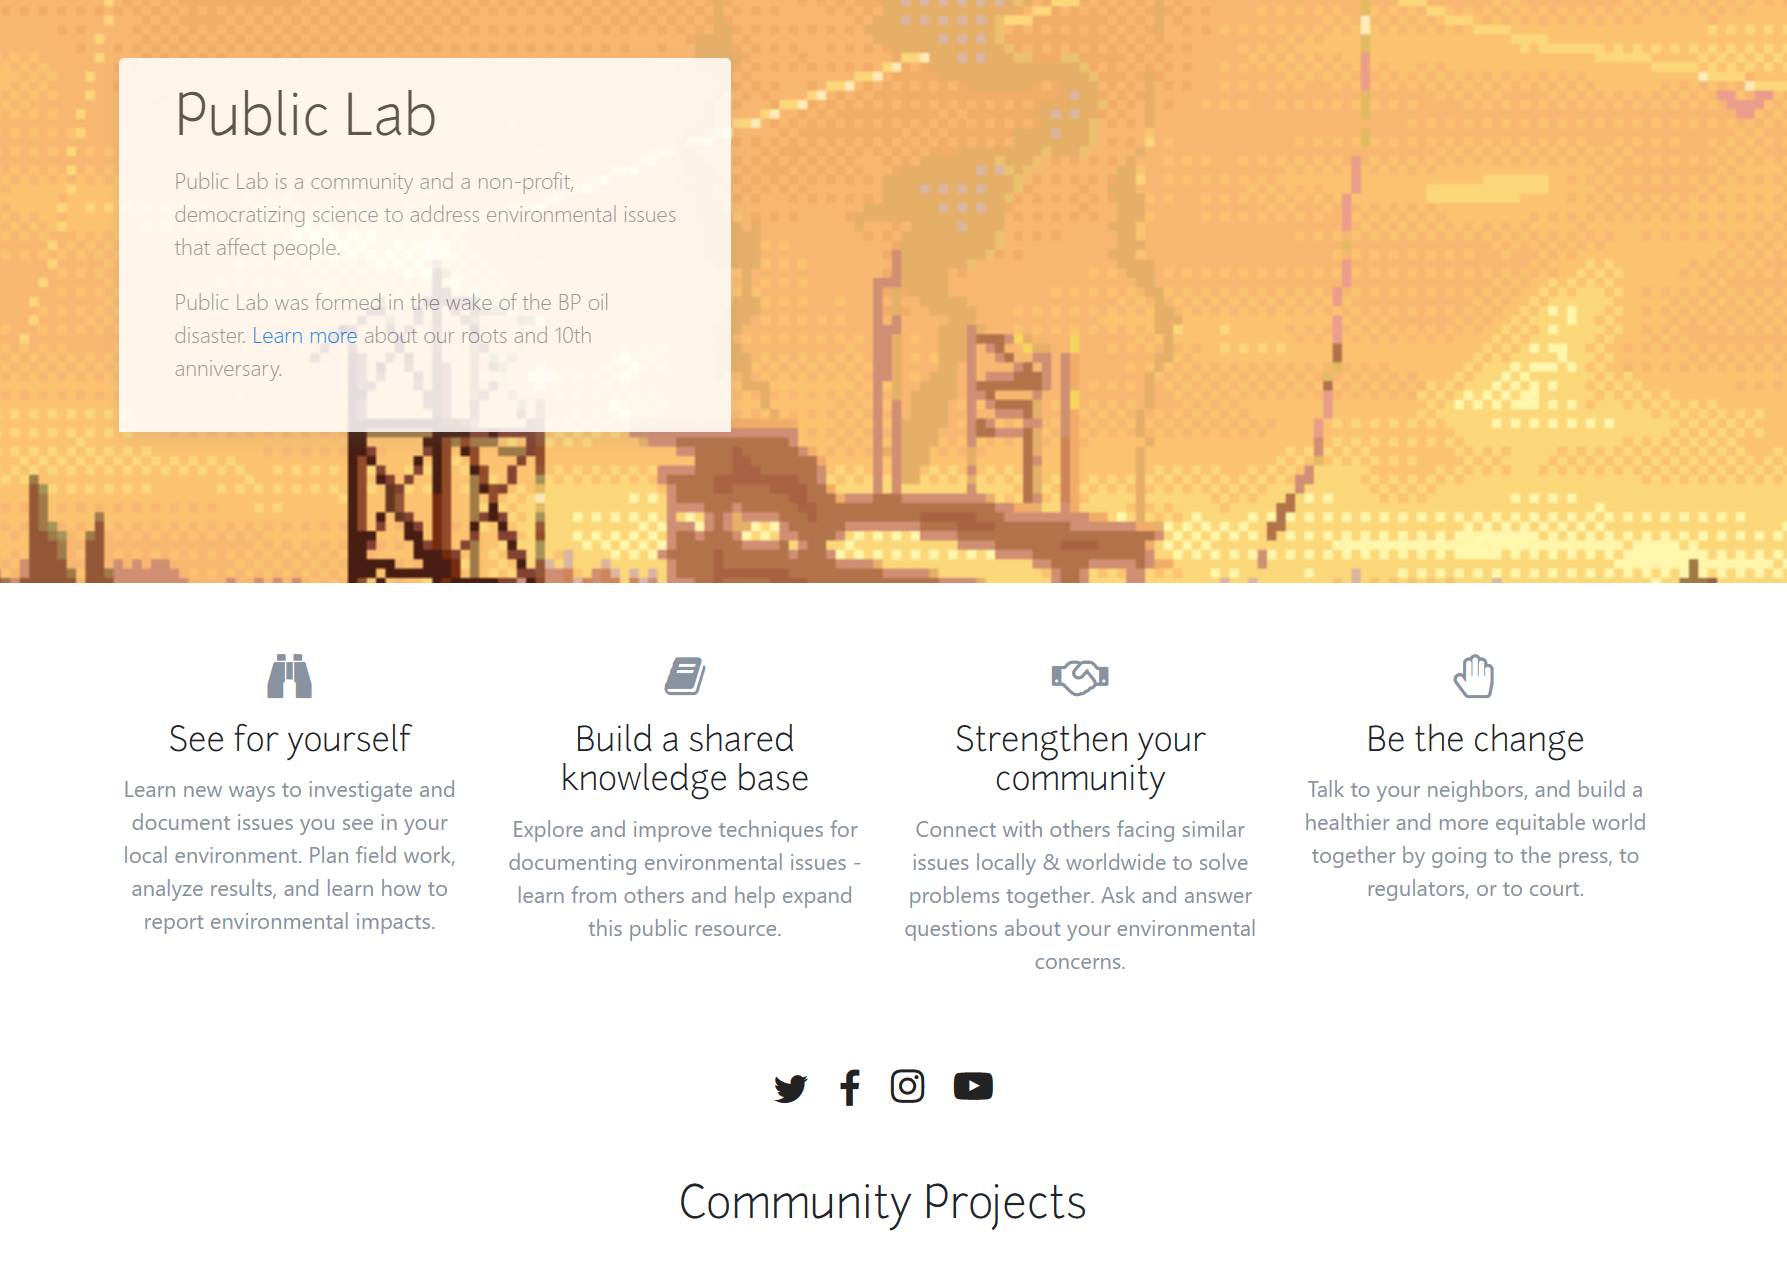 Public Lab
Public Lab is a community and a non-profit,
democratizing science to address environmental issues
that affect people.
Public Lab was formed in the wake of the BP oil
disaster. Learn more about our roots and 10th
anniversary.
See for yourself
Learn new ways to investigate and
document issues you see in your
local environment. Plan field work,
analyze results, and learn how to
report environmental impacts.
Build a shared
knowledge base
Explore and improve techniques for
documenting environmental issues -
learn from others and help expand
this public resource.
Strengthen your
community
Connect with others facing similar
issues locally & worldwide to solve
problems together. Ask and answer
questions about your environmental
concerns.
Be the change
Talk to your neighbors, and build a
healthier and more equitable world
together by going to the press, to
regulators, or to court.
Community Projects